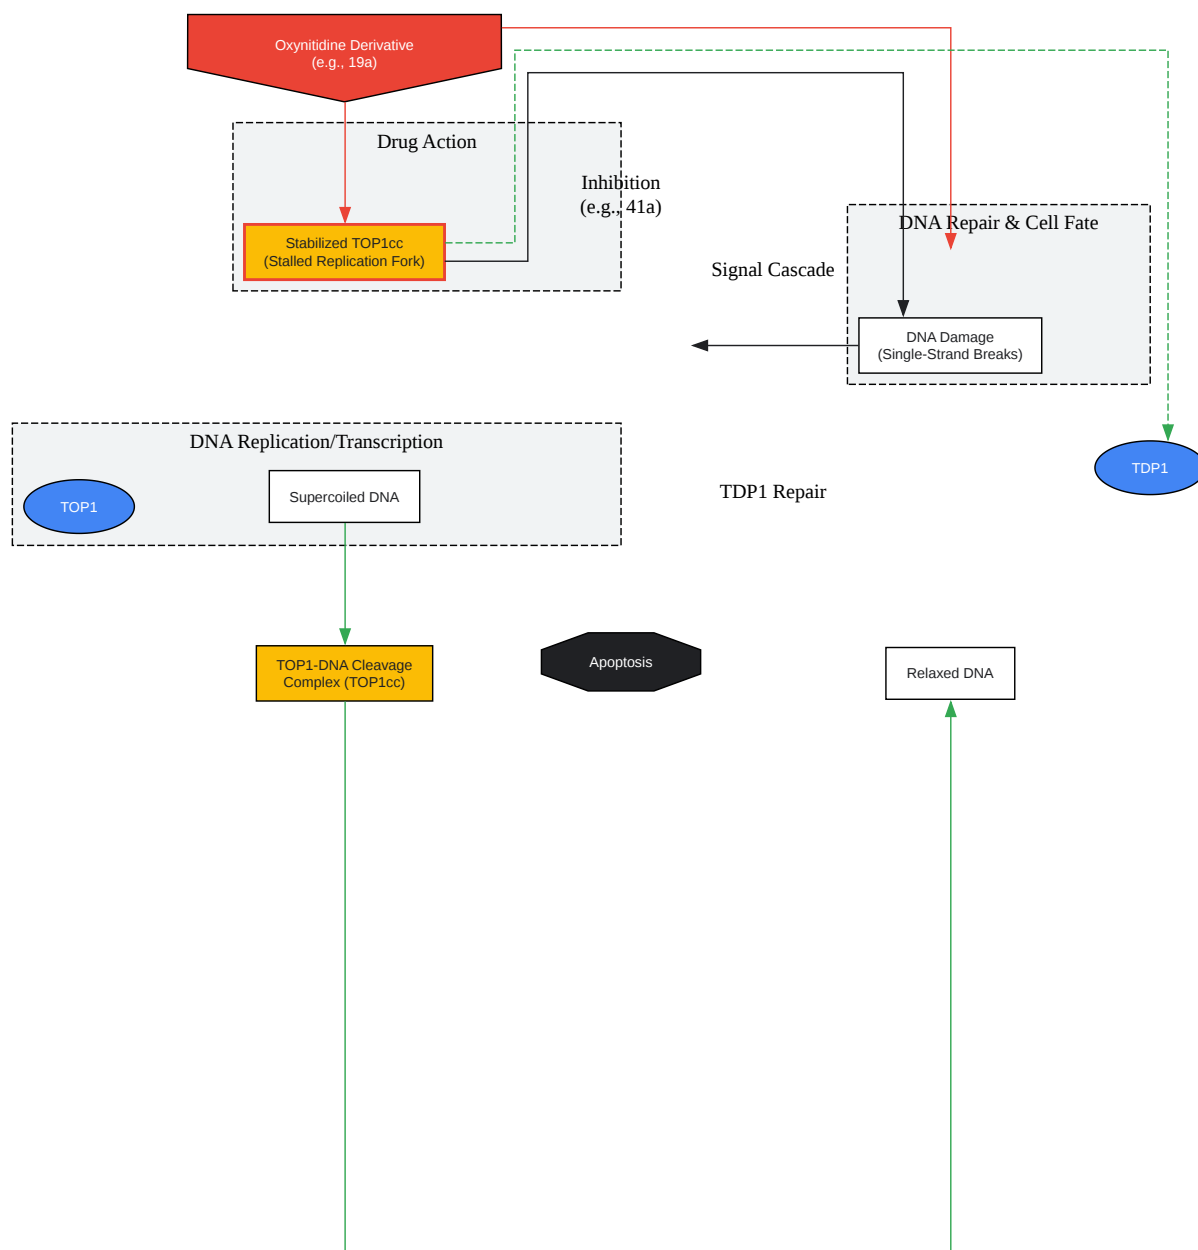 Oxynitidine Derivative
(e.g., 19a)
Drug Action
Inhibition
(e.g., 41a)
Stabilized TOP1cc
(Stalled Replication Fork)
DNA Repair & Cell Fate
Signal Cascade
DNA Damage
(Single-Strand Breaks)
DNA Replication/Transcription
TOP1
Supercoiled DNA
TDP1 Repair
TDP1
TOP1-DNA Cleavage
Complex (TOP1cc)
Apoptosis
Relaxed DNA